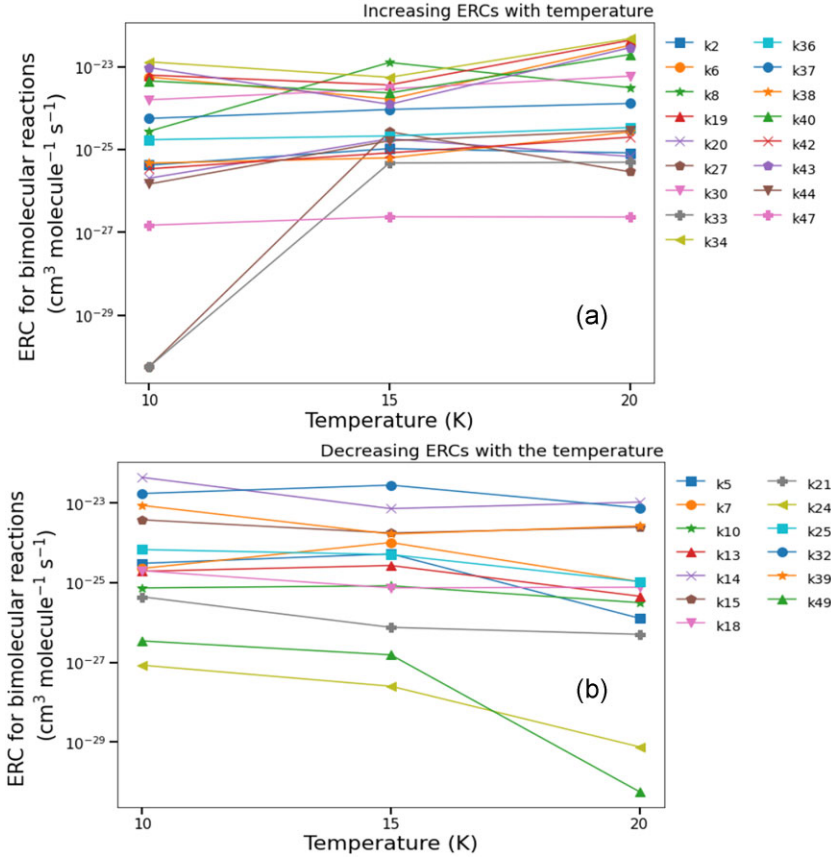 Increasing ERCs with temperature
ERC for bimolecular reactions
(cm³ molecule⁻¹ s⁻¹)
10⁻²³
10⁻²⁵
10⁻²⁷
10⁻²⁹
(a)
10
15
20
Temperature (K)
k2
k6
k8
k19
k20
k27
k30
k33
k34
k36
k37
k38
k40
k42
k43
k44
k47
Decreasing ERCs with the temperature
ERC for bimolecular reactions
(cm³ molecule⁻¹ s⁻¹)
10⁻²³
10⁻²⁵
10⁻²⁷
10⁻²⁹
(b)
10
15
20
Temperature (K)
k5
k7
k10
k13
k14
k15
k18
k21
k24
k25
k32
k39
k49